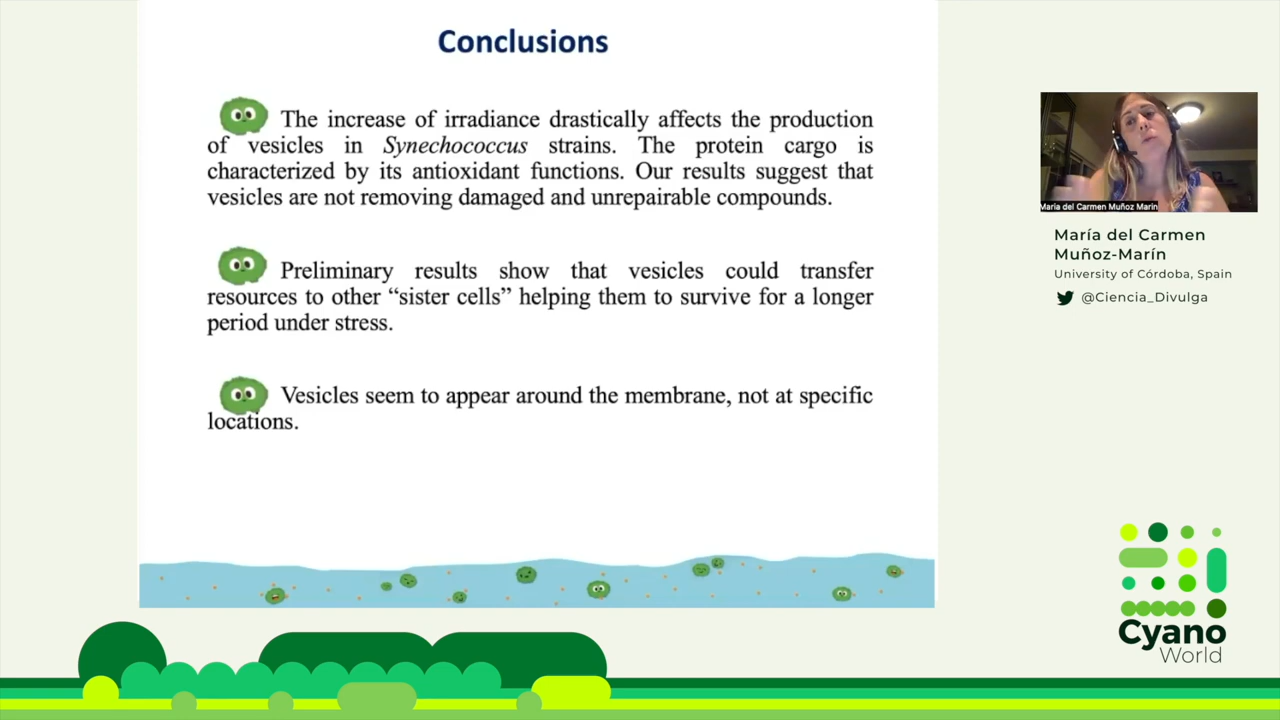 Conclusions
The increase of irradiance drastically affects the production
of vesicles in Synechococcus strains. The protein cargo is
characterized by its antioxidant functions. Our results suggest that
vesicles are not removing damaged and unrepairable compounds.
Preliminary results show that vesicles could transfer
resources to other “sister cells” helping them to survive for a longer
period under stress.
Vesicles seem to appear around the membrane, not at specific
locations.
María del Carmen Muñoz Marín
María del Carmen
Muñoz-Marín
University of Córdoba, Spain
@Ciencia_Divulga
Cyano
World